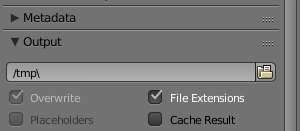 Metadata
Output
/tmp\
Overwrite File Extensions
Placeholders Cache Result